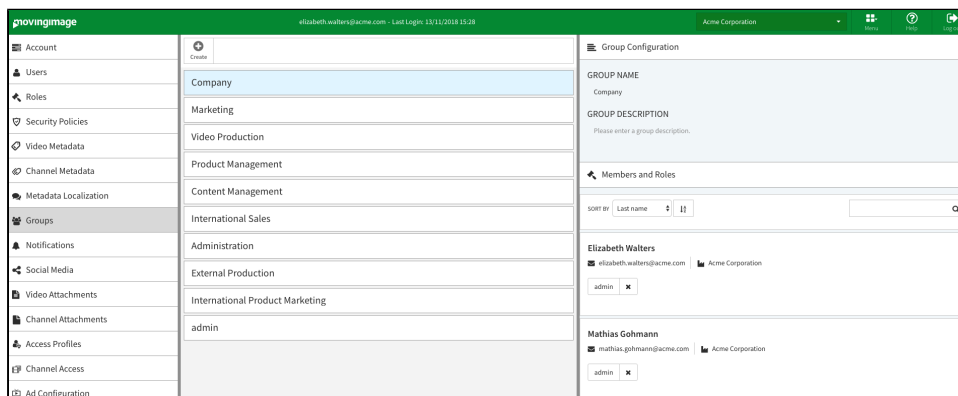 movingimage
elizabeth.walters@acme.com - Last Login: 13/11/2018 15:28
Acme Corporation
Menu
Help
Account
Users
Roles
Security Policies
Video Metadata
Channel Metadata
Metadata Localization
Groups
Notifications
Social Media
Video Attachments
Channel Attachments
Access Profiles
Channel Access
Ad Configuration
Create
Company
Marketing
Video Production
Product Management
Content Management
International Sales
Administration
External Production
International Product Marketing
admin
Group Configuration
GROUP NAME
Company
GROUP DESCRIPTION
Please enter a group description.
Members and Roles
SORT BY Last name
Elizabeth Walters
elizabeth.walters@acme.com Acme Corporation
admin
Mathias Gohmann
mathias.gohmann@acme.com Acme Corporation
admin